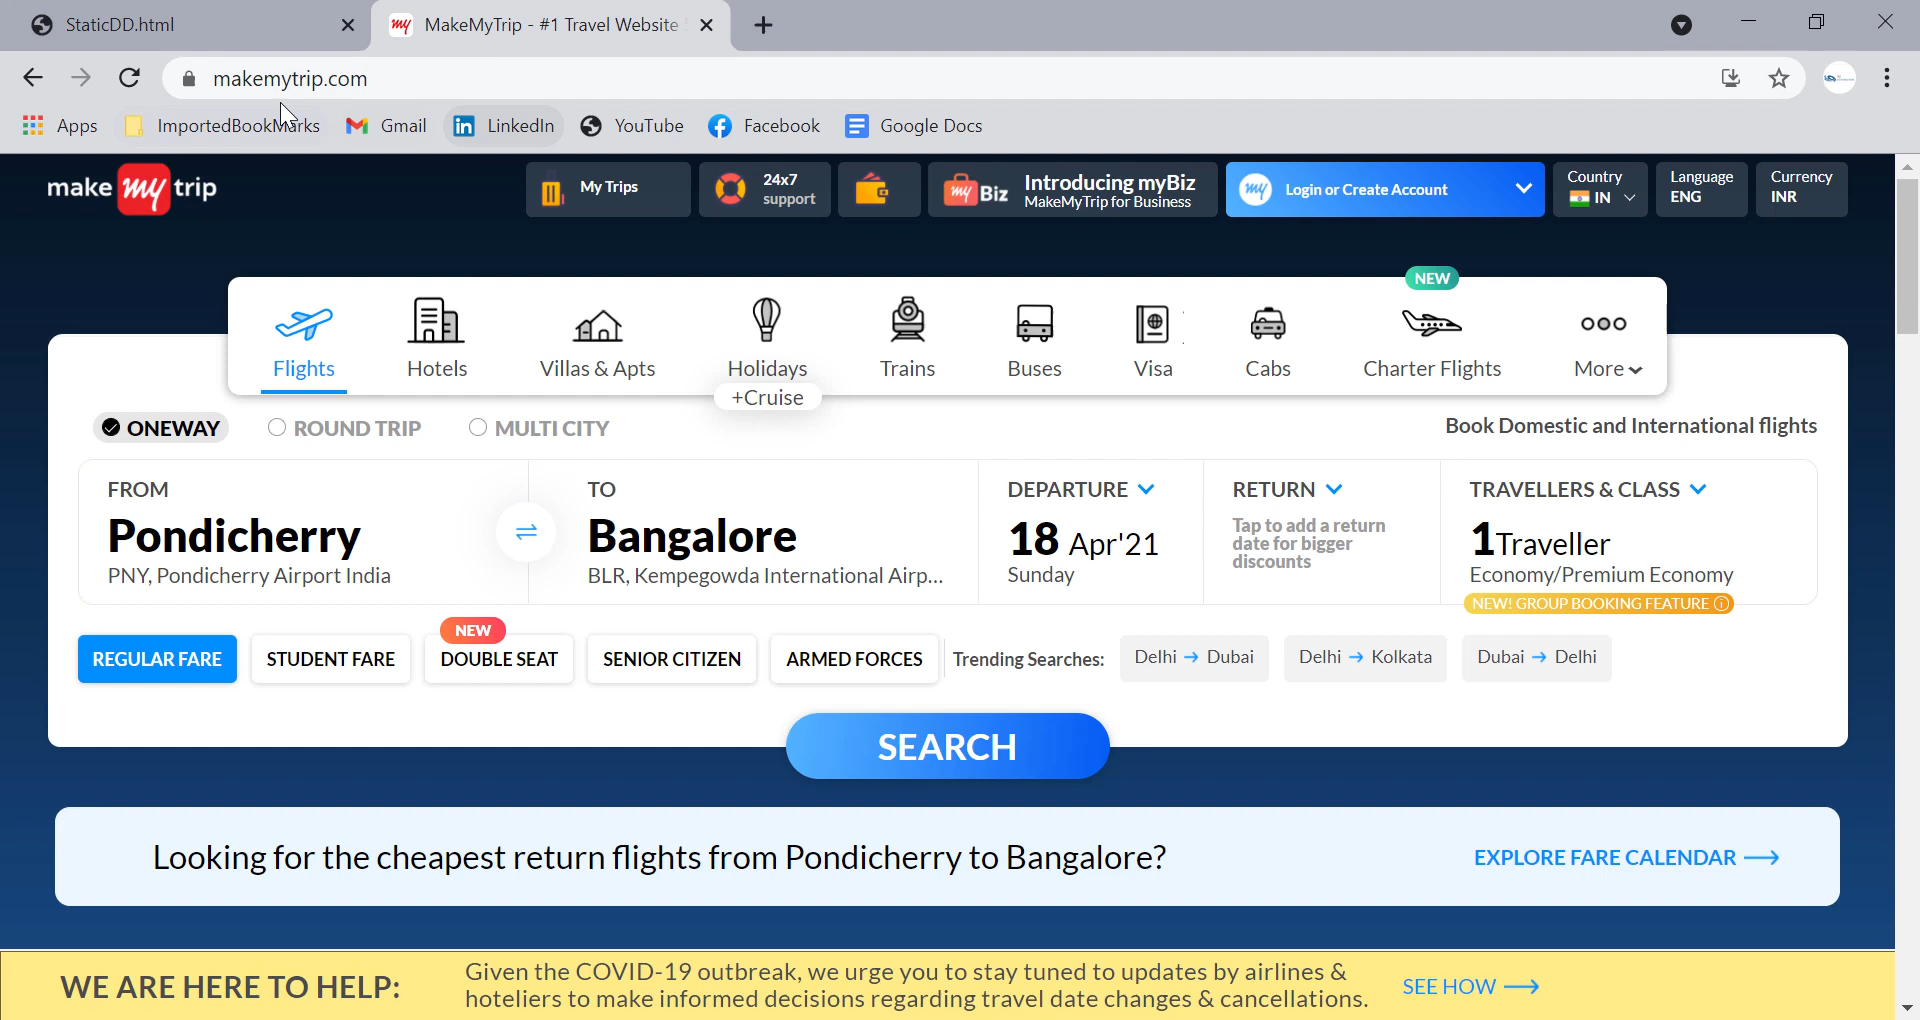 StaticDD.html
MakeMyTrip - #1 Travel Website
makemytrip.com
Apps
ImportedBookMarks
Gmail
LinkedIn
YouTube
Facebook
Google Docs
make my trip
My Trips
24x7
support
my Biz
Introducing myBiz
MakeMyTrip for Business
my
Login or Create Account
Country
IN
Language
ENG
Currency
INR
NEW
Flights
Hotels
Villas & Apts
Holidays
+Cruise
Trains
Buses
Visa
Cabs
Charter Flights
More
ONEWAY
ROUND TRIP
MULTI CITY
Book Domestic and International flights
FROM
Pondicherry
PNY, Pondicherry Airport India
TO
Bangalore
BLR, Kempegowda International Airp...
DEPARTURE
18 Apr'21
Sunday
RETURN
Tap to add a return
date for bigger
discounts
TRAVELLERS & CLASS
1 Traveller
Economy/Premium Economy
NEW! GROUP BOOKING FEATURE
REGULAR FARE
STUDENT FARE
NEW
DOUBLE SEAT
SENIOR CITIZEN
ARMED FORCES
Trending Searches:
Delhi → Dubai
Delhi → Kolkata
Dubai → Delhi
SEARCH
Looking for the cheapest return flights from Pondicherry to Bangalore?
EXPLORE FARE CALENDAR
WE ARE HERE TO HELP:
Given the COVID-19 outbreak, we urge you to stay tuned to updates by airlines &
hoteliers to make informed decisions regarding travel date changes & cancellations.
SEE HOW